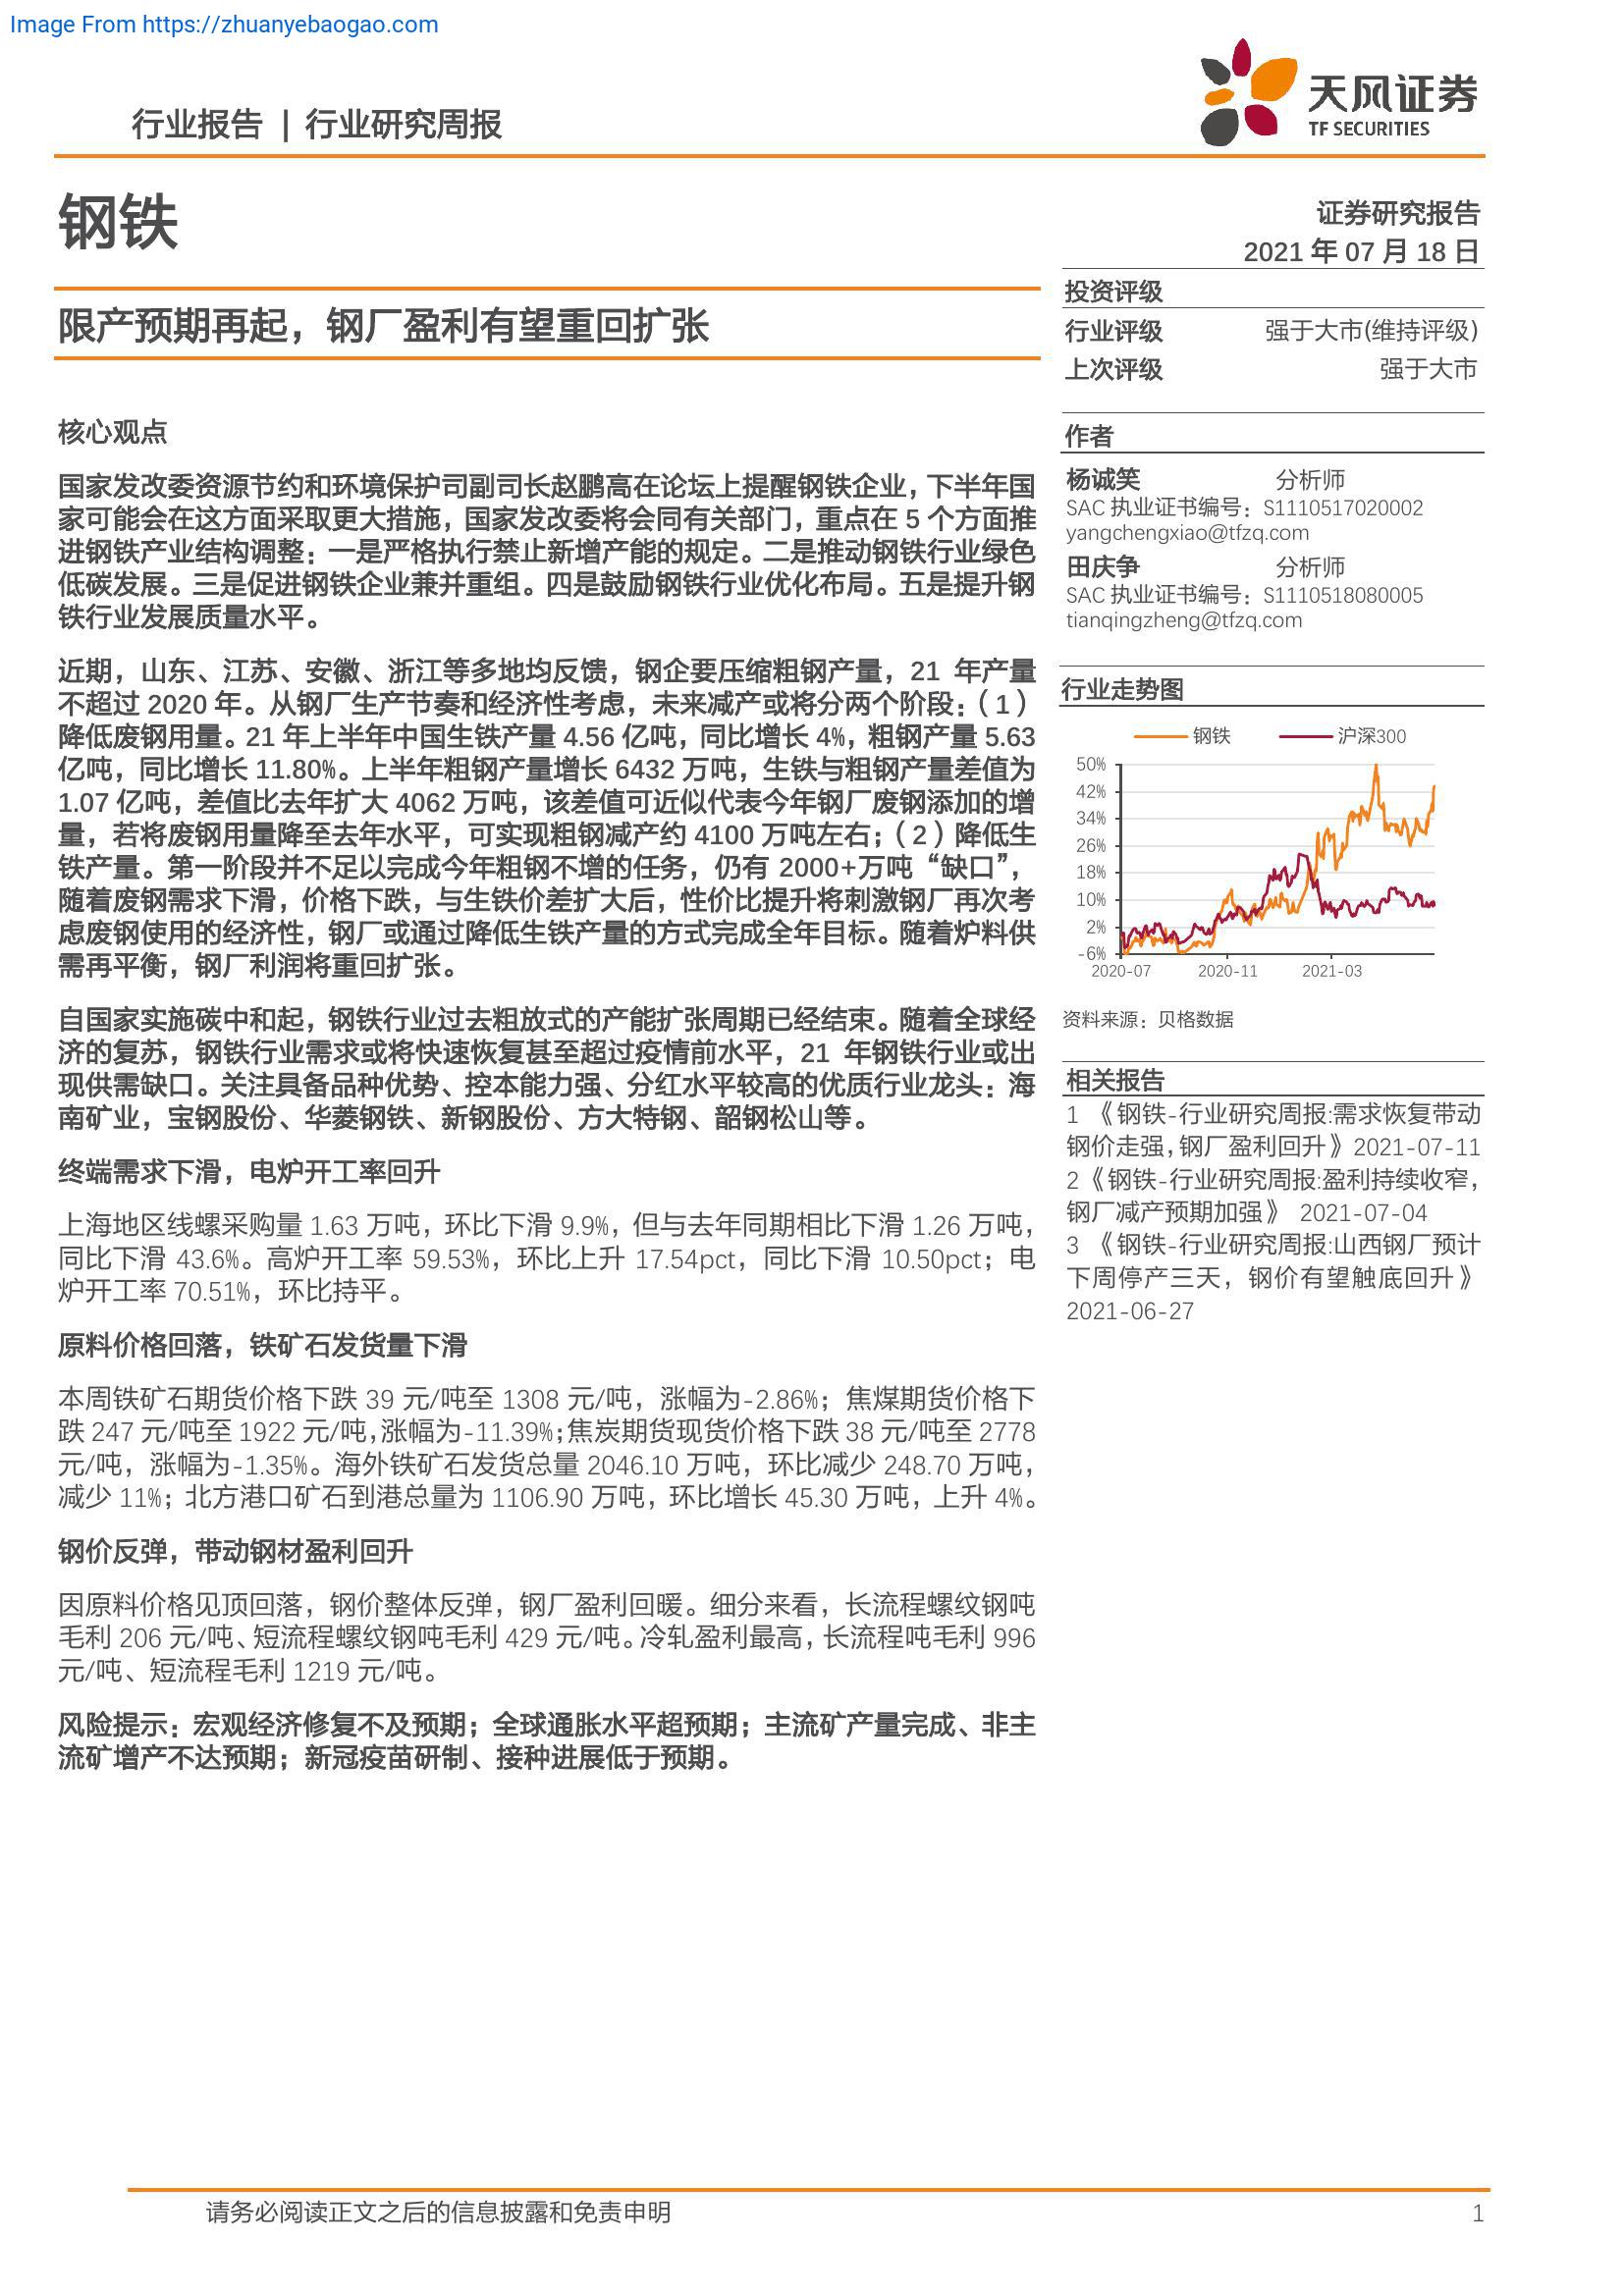 Image From https://zhuanyebaogao.com
行业报告 | 行业研究周报
天风证券
TF SECURITIES
钢铁
证券研究报告
2021 年 07 月 18 日
限产预期再起，钢厂盈利有望重回扩张
核心观点
国家发改委资源节约和环境保护司副司长赵鹏高在论坛上提醒钢铁企业，下半年国
家可能会在这方面采取更大措施，国家发改委将会同有关部门，重点在 5 个方面推
进钢铁产业结构调整：一是严格执行禁止新增产能的规定。二是推动钢铁行业绿色
低碳发展。三是促进钢铁企业兼并重组。四是鼓励钢铁行业优化布局。五是提升钢
铁行业发展质量水平。
近期，山东、江苏、安徽、浙江等多地均反馈，钢企要压缩粗钢产量，21 年产量
不超过 2020 年。从钢厂生产节奏和经济性考虑，未来减产或将分两个阶段：（1）
降低废钢用量。21 年上半年中国生铁产量 4.56 亿吨，同比增长 4%，粗钢产量 5.63
亿吨，同比增长 11.80%。上半年粗钢产量增长 6432 万吨，生铁与粗钢产量差值为
1.07 亿吨，差值比去年扩大 4062 万吨，该差值可近似代表今年钢厂废钢添加的增
量，若将废钢用量降至去年水平，可实现粗钢减产约 4100 万吨左右；（2）降低生
铁产量。第一阶段并不足以完成今年粗钢不增的任务，仍有 2000+万吨“缺口”，
随着废钢需求下滑，价格下跌，与生铁价差扩大后，性价比提升将刺激钢厂再次考
虑废钢使用的经济性，钢厂或通过降低生铁产量的方式完成全年目标。随着炉料供
需再平衡，钢厂利润将重回扩张。
自国家实施碳中和起，钢铁行业过去粗放式的产能扩张周期已经结束。随着全球经
济的复苏，钢铁行业需求或将快速恢复甚至超过疫情前水平，21 年钢铁行业或出
现供需缺口。关注具备品种优势、控本能力强、分红水平较高的优质行业龙头：海
南矿业，宝钢股份、华菱钢铁、新钢股份、方大特钢、韶钢松山等。
终端需求下滑，电炉开工率回升
上海地区线螺采购量 1.63 万吨，环比下滑 9.9%，但与去年同期相比下滑 1.26 万吨，
同比下滑 43.6%。高炉开工率 59.53%，环比上升 17.54pct，同比下滑 10.50pct；电
炉开工率 70.51%，环比持平。
原料价格回落，铁矿石发货量下滑
本周铁矿石期货价格下跌 39 元/吨至 1308 元/吨，涨幅为-2.86%；焦煤期货价格下
跌 247 元/吨至 1922 元/吨，涨幅为-11.39%；焦炭期货现货价格下跌 38 元/吨至 2778
元/吨，涨幅为-1.35%。海外铁矿石发货总量 2046.10 万吨，环比减少 248.70 万吨，
减少 11%；北方港口矿石到港总量为 1106.90 万吨，环比增长 45.30 万吨，上升 4%。
钢价反弹，带动钢材盈利回升
因原料价格见顶回落，钢价整体反弹，钢厂盈利回暖。细分来看，长流程螺纹钢吨
毛利 206 元/吨、短流程螺纹钢吨毛利 429 元/吨。冷轧盈利最高，长流程吨毛利 996
元/吨、短流程毛利 1219 元/吨。
风险提示：宏观经济修复不及预期；全球通胀水平超预期；主流矿产量完成、非主
流矿增产不达预期；新冠疫苗研制、接种进展低于预期。
投资评级
行业评级 强于大市(维持评级)
上次评级 强于大市
作者
杨诚笑 分析师
SAC 执业证书编号：S1110517020002
yangchengxiao@tfzq.com
田庆争 分析师
SAC 执业证书编号：S1110518080005
tianqingzheng@tfzq.com
行业走势图
钢铁 沪深300
50%
42%
34%
26%
18%
10%
2%
-6%
2020-07 2020-11 2021-03
资料来源：贝格数据
相关报告
1 《钢铁-行业研究周报:需求恢复带动
钢价走强，钢厂盈利回升》2021-07-11
2《钢铁-行业研究周报:盈利持续收窄，
钢厂减产预期加强》 2021-07-04
3 《钢铁-行业研究周报:山西钢厂预计
下周停产三天，钢价有望触底回升》
2021-06-27
请务必阅读正文之后的信息披露和免责申明 1